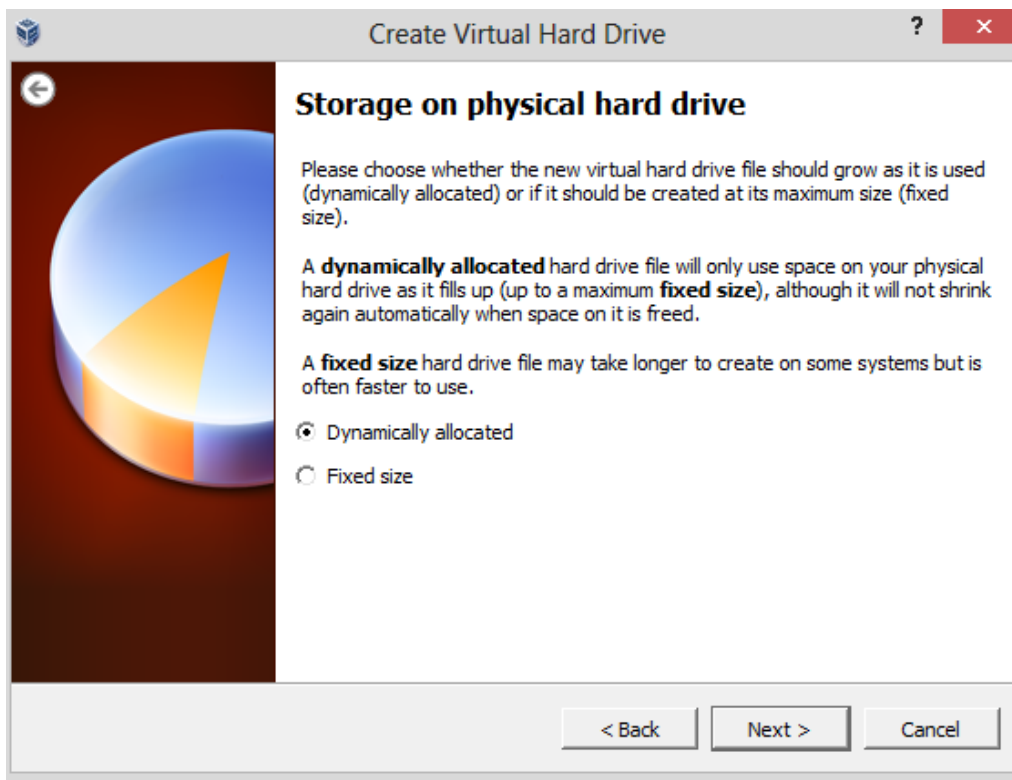 Create Virtual Hard Drive
?
Storage on physical hard drive
Please choose whether the new virtual hard drive file should grow as it is used
(dynamically allocated) or if it should be created at its maximum size (fixed
size).
A dynamically allocated hard drive file will only use space on your physical
hard drive as it fills up (up to a maximum fixed size), although it will not shrink
again automatically when space on it is freed.
A fixed size hard drive file may take longer to create on some systems but is
often faster to use.
Dynamically allocated
Fixed size
< Back
Next >
Cancel